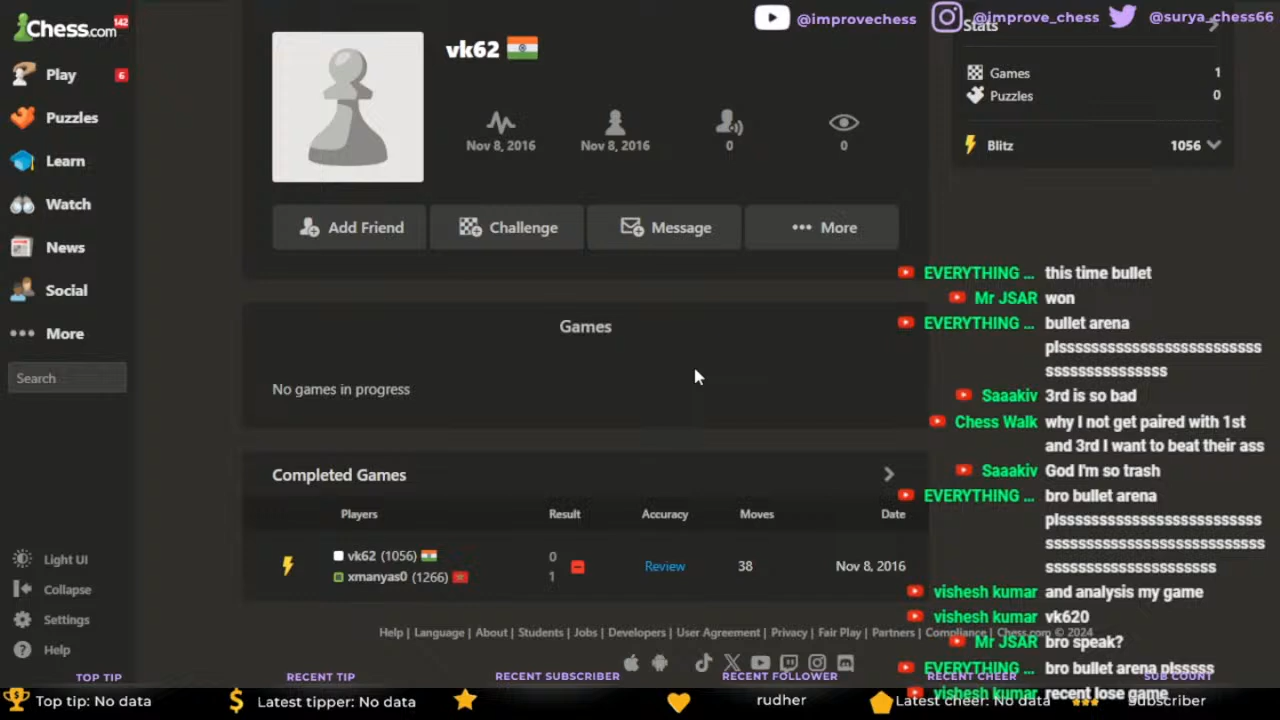 Chess.com
142
@improvechess
@improve_chess
@surya_chess66
Play
6
Puzzles
Learn
Watch
News
Social
More
Search
Light UI
Collapse
Settings
Help
vk62
Nov 8, 2016
Nov 8, 2016
0
0
Add Friend
Challenge
Message
More
Games
No games in progress
Completed Games
Players
Result
Accuracy
Moves
Date
vk62 (1056)
xmanyas0 (1266)
0
1
Review
38
Nov 8, 2016
Help | Language | About | Students | Jobs | Developers | User Agreement | Privacy | Fair Play | Partners | Compliance | Chess.com © 2024
Stats
Games 1
Puzzles 0
Blitz 1056
EVERYTHING ... this time bullet
Mr JSAR won
EVERYTHING ... bullet arena
plsssssssssssssssssssssssss
sssssssssssssss
Saaakiv 3rd is so bad
Chess Walk why I not get paired with 1st
and 3rd I want to beat their ass
Saaakiv God I'm so trash
EVERYTHING ... bro bullet arena
plsssssssssssssssssssssssss
sssssssssssssssssssssssssss
sssssssssssssssssssss
vishesh kumar and analysis my game
vishesh kumar vk620
Mr JSAR bro speak?
EVERYTHING ... bro bullet arena plsssss
vishesh kumar recent lose game
TOP TIP
RECENT TIP
RECENT SUBSCRIBER
RECENT FOLLOWER
RECENT CHEER
SUB COUNT
Top tip: No data
Latest tipper: No data
rudher
Latest cheer: No data
Subscriber